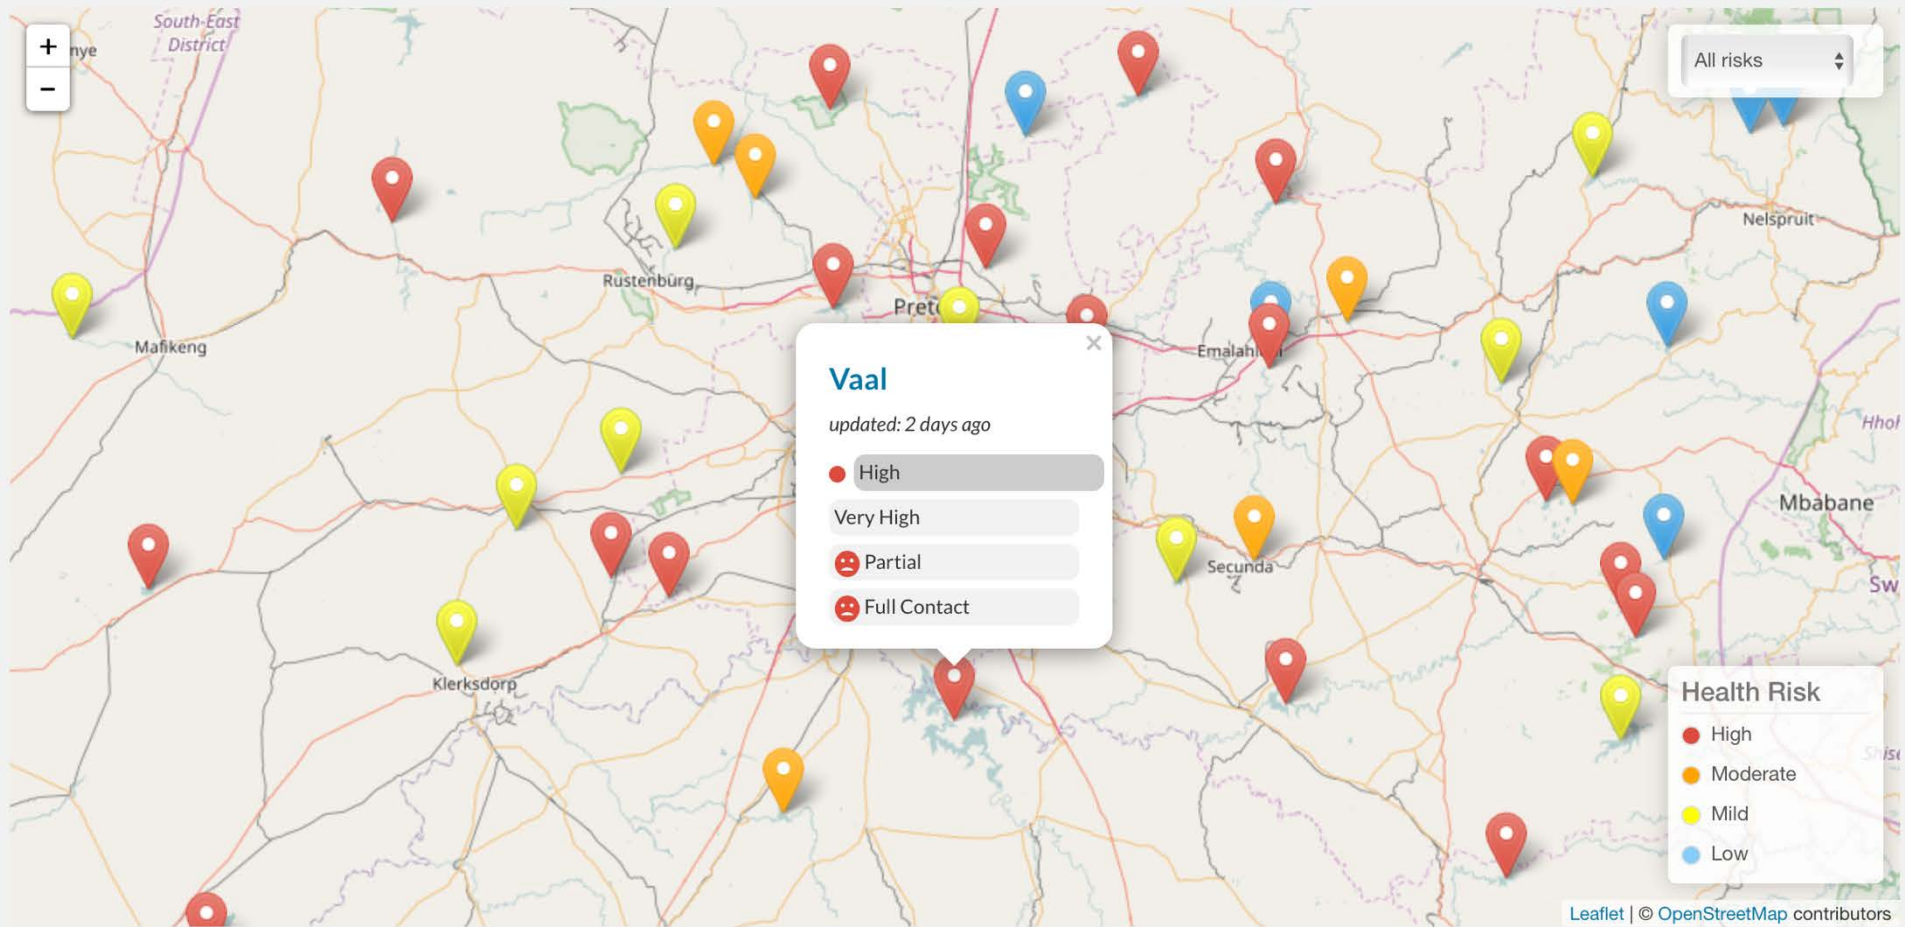 South-East
District
+
nye
−
All risks
Nelspruit
Rustenburg
Mafikeng
Emalahl
Vaal
×
updated: 2 days ago
High
Very High
Partial
Full Contact
Secunda
Mbabane
Sw
Klerksdorp
Health Risk
High
Moderate
Mild
Low
Leaflet | © OpenStreetMap contributors